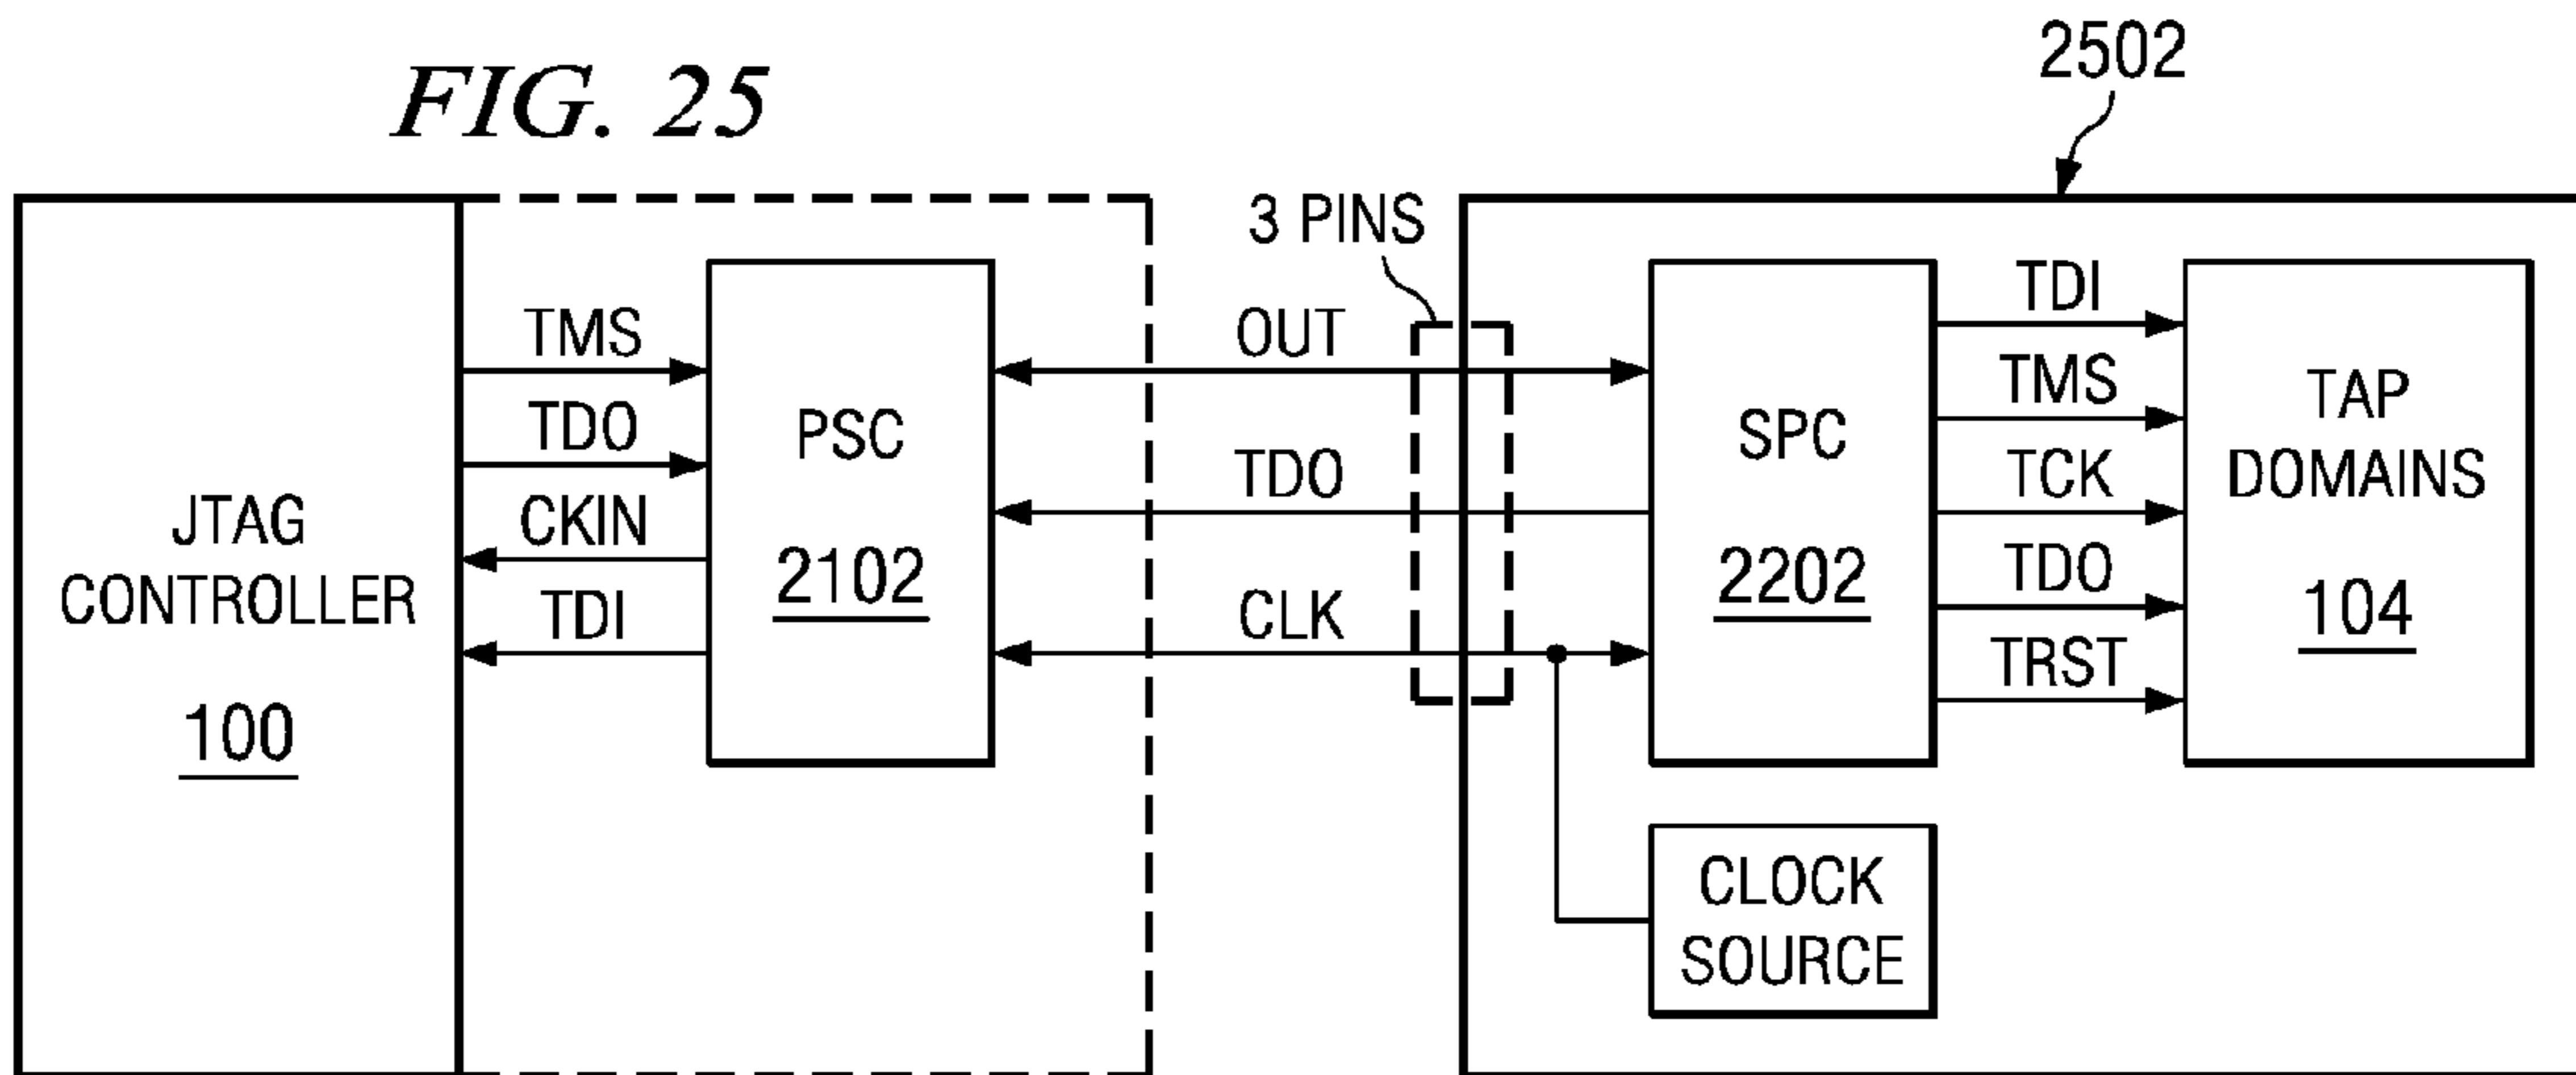 FIG. 25
2502
3 PINS
JTAG
CONTROLLER
100
TMS
TDO
CKIN
TDI
PSC
2102
OUT
TDO
CLK
SPC
2202
TDI
TMS
TCK
TDO
TRST
TAP
DOMAINS
104
CLOCK
SOURCE